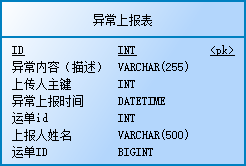 异常上报表
ID INT <pk>
异常内容（描述） VARCHAR(255)
上传人主键 INT
异常上报时间 DATETIME
运单id INT
上报人姓名 VARCHAR(500)
运单ID BIGINT